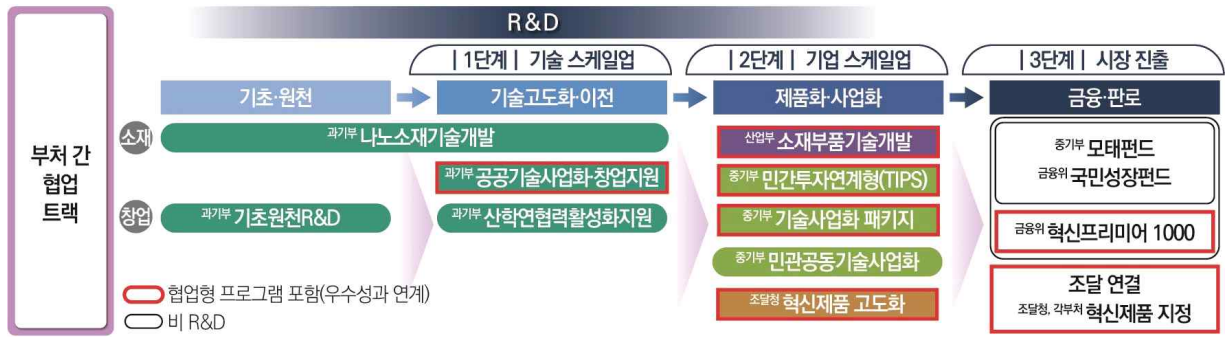 R&D
|1단계| 기술 스케일업
|2단계| 기업 스케일업
|3단계| 시장 진출
기초·원천
기술고도화·이전
제품화·사업화
금융·판로
부처 간
협업
트랙
소재
과기부 나노소재기술개발
산업부 소재부품기술개발
중기부 모태펀드
금융위 국민성장펀드
과기부 공공기술사업화·창업지원
중기부 민간투자연계형(TIPS)
창업
과기부 기초원천R&D
과기부 산학연협력활성화지원
중기부 기술사업화 패키지
금융위 혁신프리미어 1000
중기부 민관공동기술사업화
협업형 프로그램 포함(우수성과 연계)
비 R&D
조달청 혁신제품 고도화
조달 연결
조달청, 각부처 혁신제품 지정